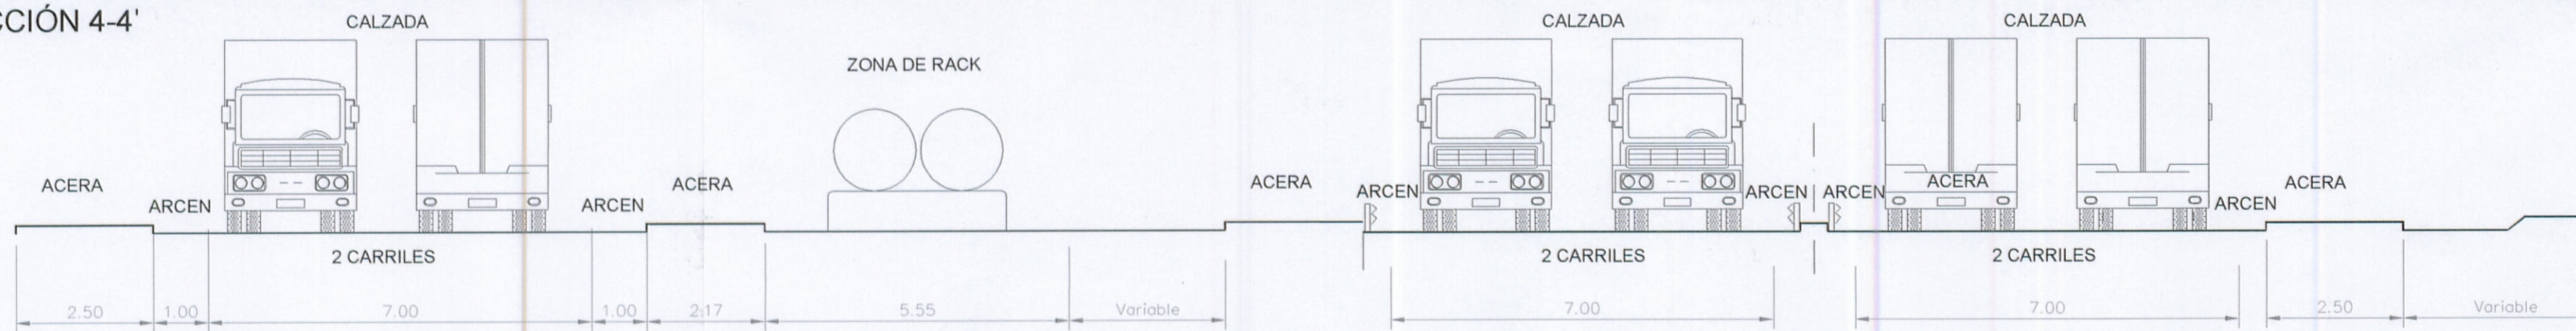 CCIÓN 4-4'
CALZADA
CALZADA
CALZADA
ZONA DE RACK
ACERA
ARCEN
ARCEN
ACERA
ACERA
ARCEN
ARCEN
ARCEN
ACERA
ARCEN
ACERA
2 CARRILES
2 CARRILES
2 CARRILES
2.50
1.00
7.00
1.00
2.17
5.55
Variable
7.00
7.00
2.50
Variable